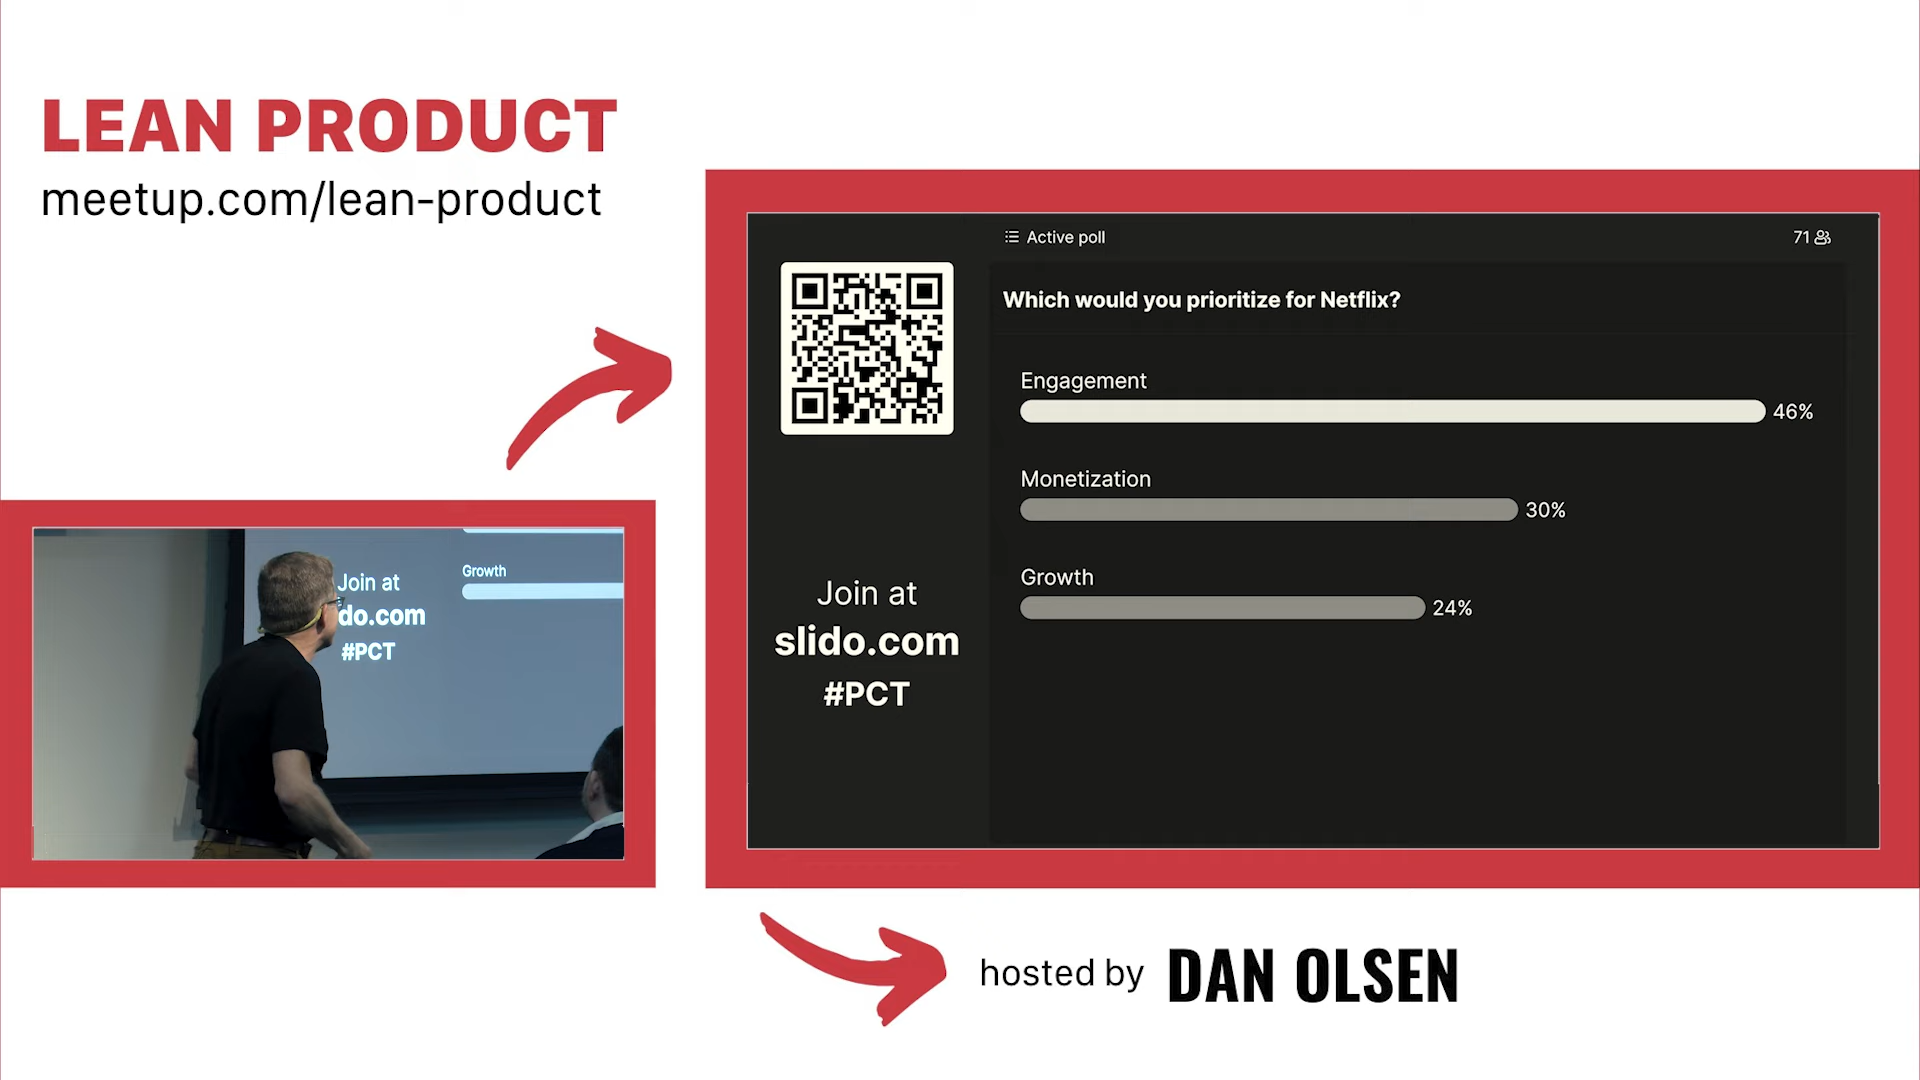 LEAN PRODUCT
meetup.com/lean-product
Active poll
71
Which would you prioritize for Netflix?
Engagement
46%
Monetization
30%
Growth
24%
Join at
slido.com
#PCT
Join at
do.com
#PCT
Growth
hosted by DAN OLSEN